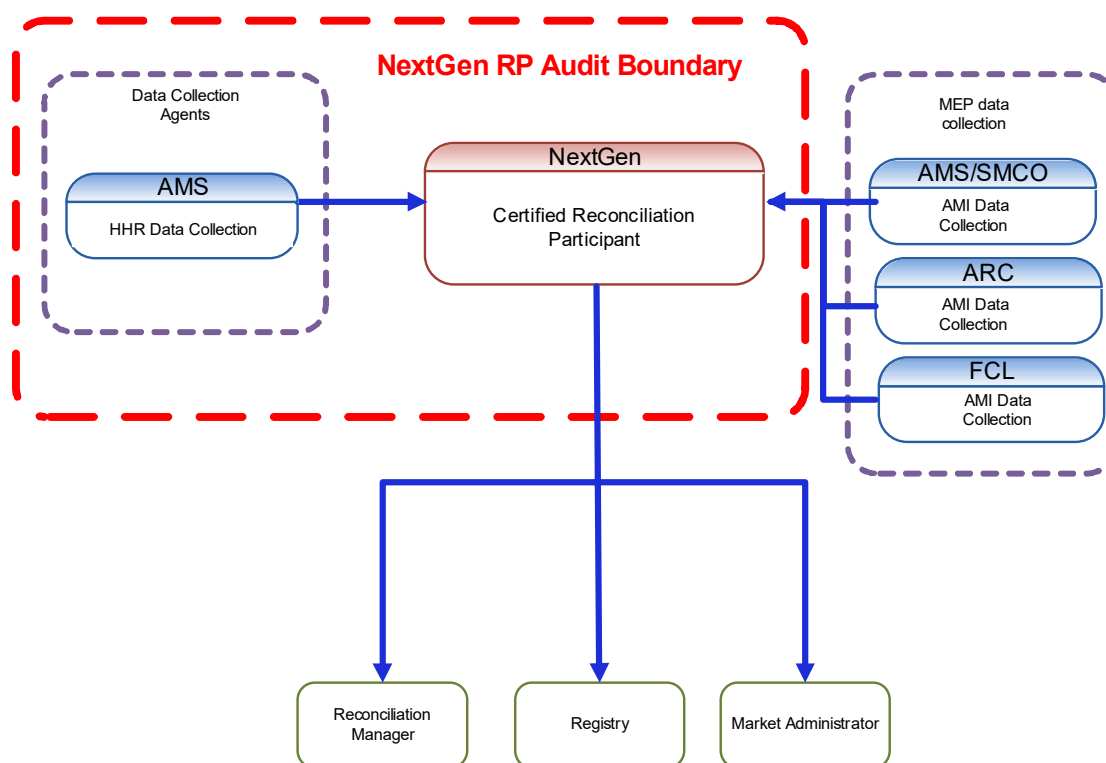 NextGen RP Audit Boundary
Data Collection
Agents
AMS
HHR Data Collection
NextGen
Certified Reconciliation
Participant
MEP data
collection
AMS/SMCO
AMI Data
Collection
ARC
AMI Data
Collection
FCL
AMI Data
Collection
Reconciliation
Manager
Registry
Market Administrator